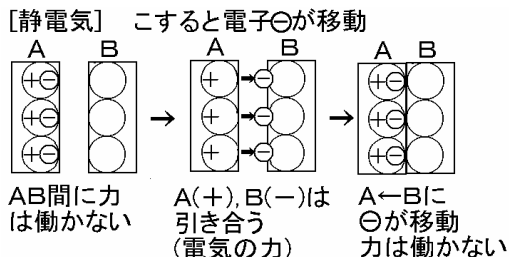 [静電気] こすると電子⊖が移動
A B A B A B
+⊖ + → ⊖ +⊖
+⊖ → + → ⊖ → +⊖
+⊖ + → ⊖ +⊖
AB間に力 A(+),B(−)は A←Bに
は働かない 引き合う ⊖が移動
(電気の力) 力は働かない